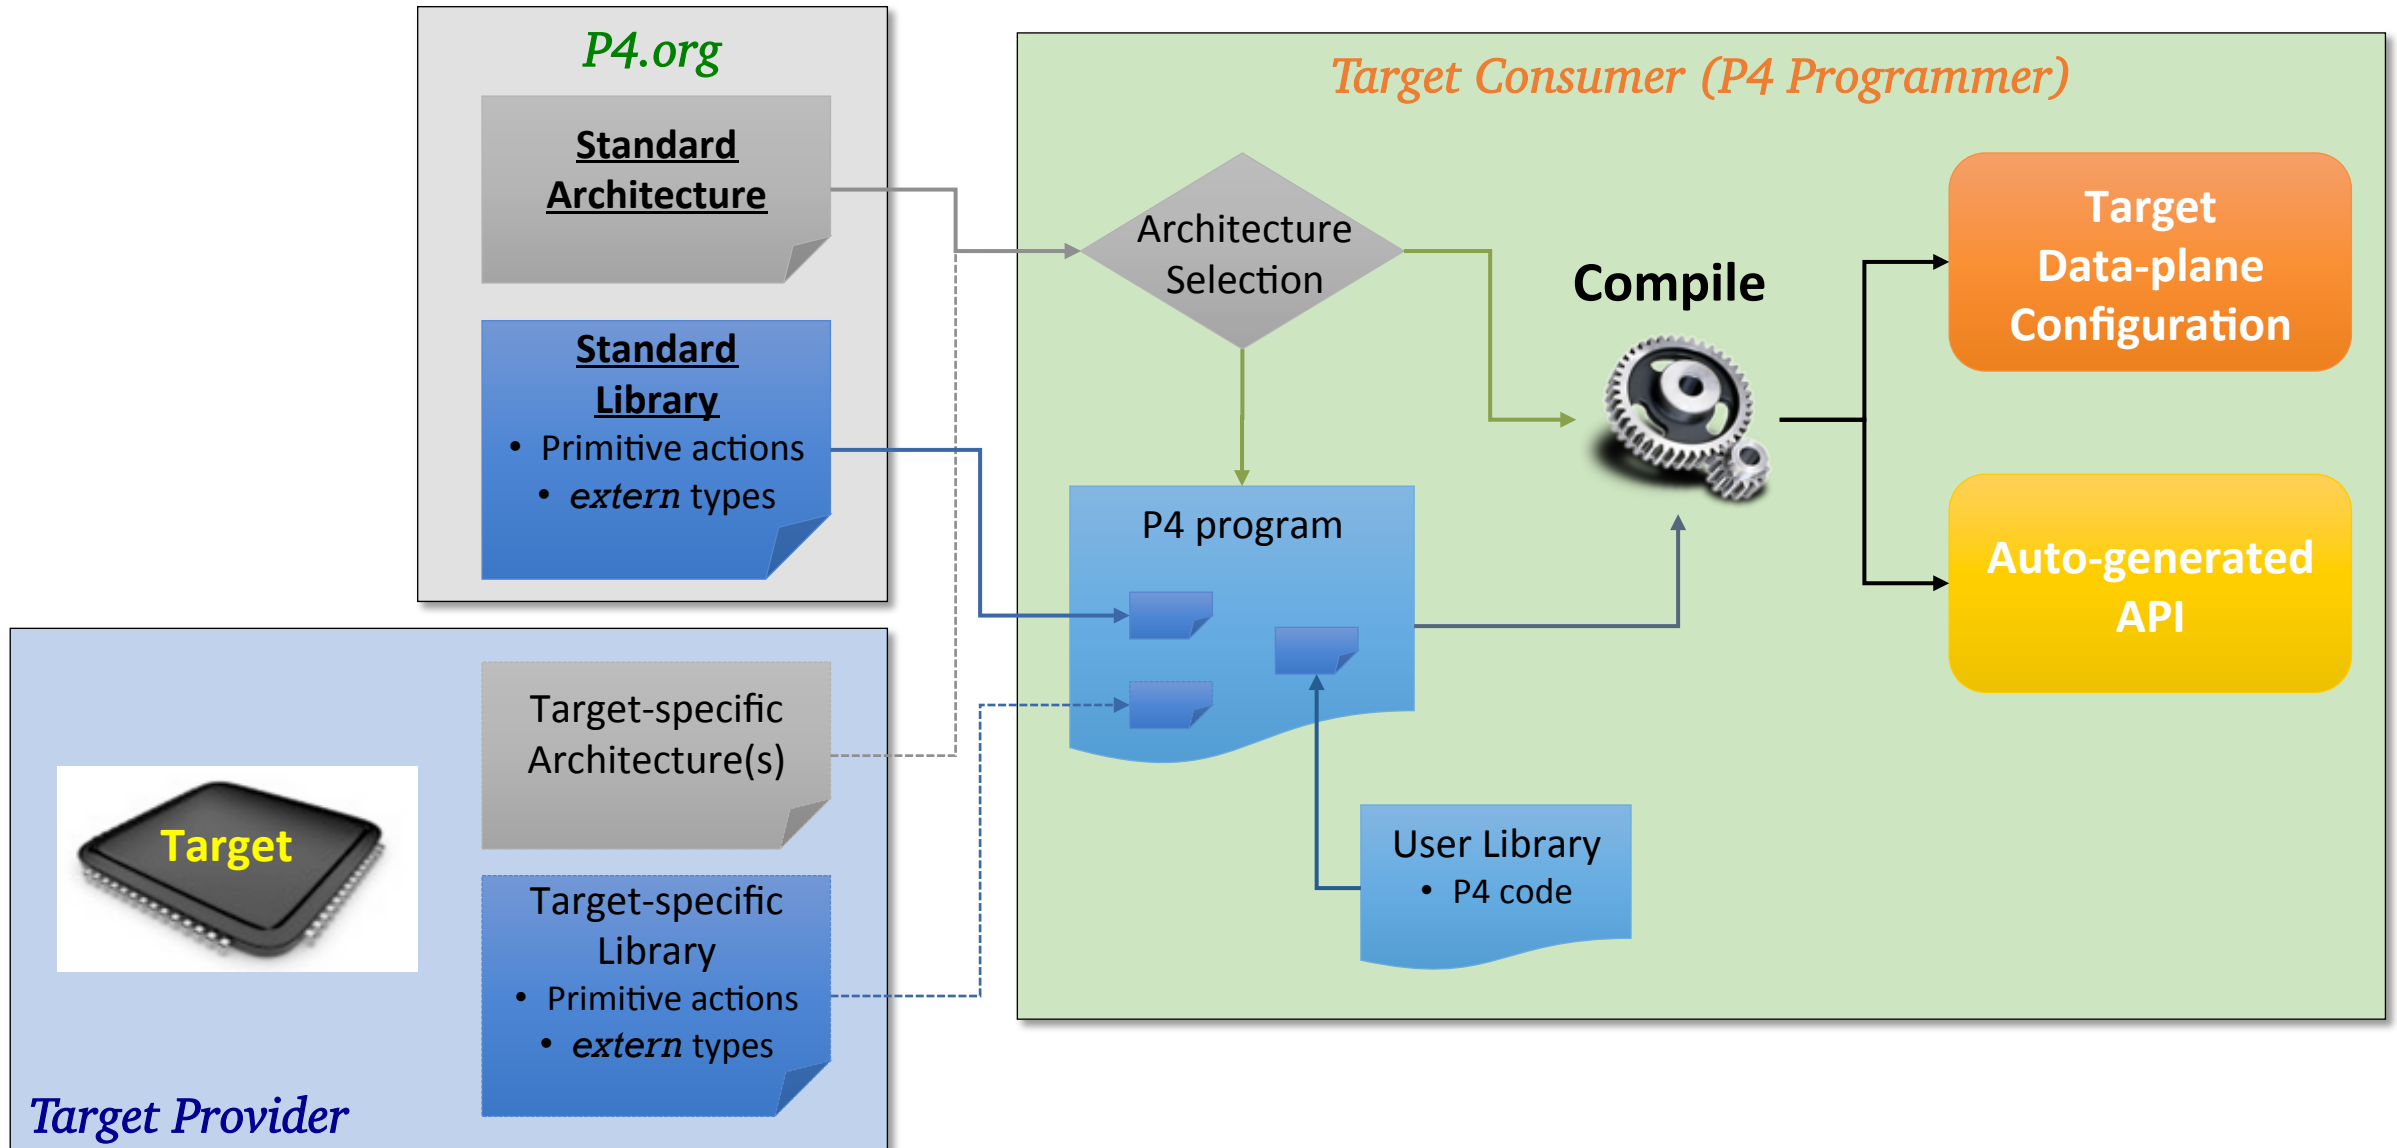 P4.org
Standard
Architecture
Standard
Library
• Primitive actions
• extern types
Target Provider
Target
Target-specific
Architecture(s)
Target-specific
Library
• Primitive actions
• extern types
Target Consumer (P4 Programmer)
Architecture
Selection
Compile
P4 program
User Library
• P4 code
Target
Data-plane
Configuration
Auto-generated
API